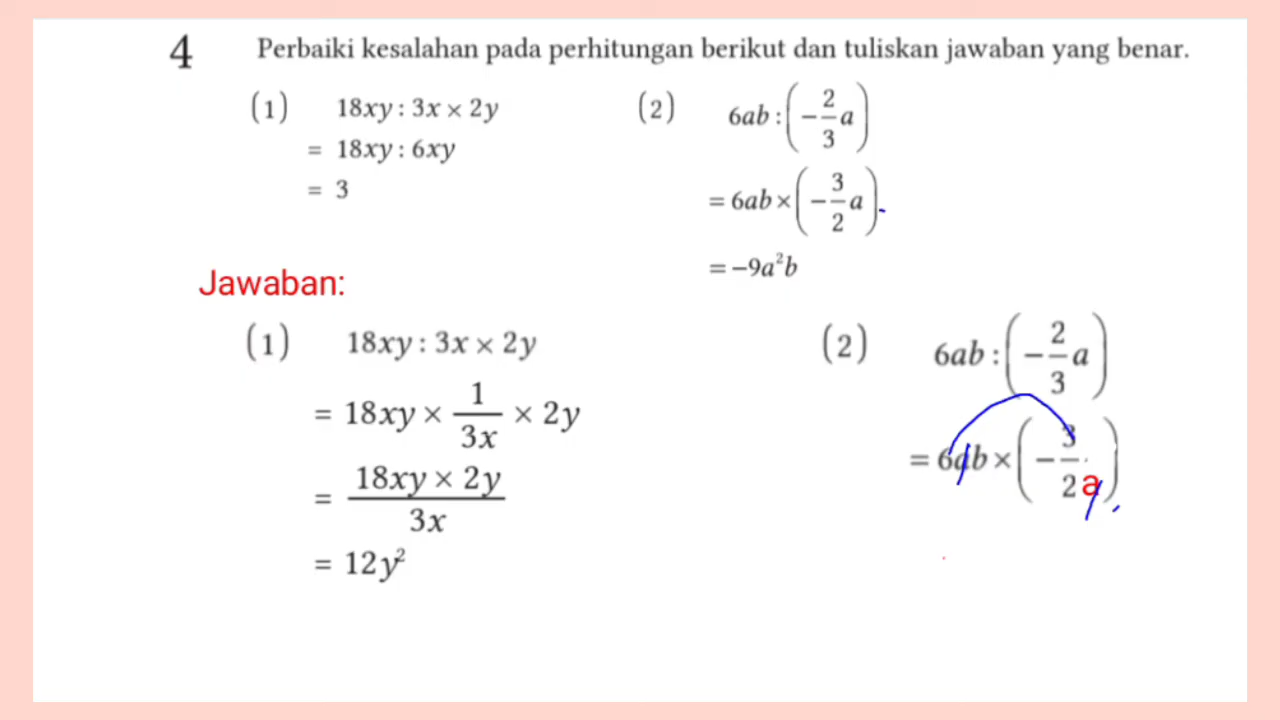 4 Perbaiki kesalahan pada perhitungan berikut dan tuliskan jawaban yang benar.
(1) 18xy : 3x × 2y
= 18xy : 6xy
= 3
(2) 6ab : (−2/3 a)
= 6ab × (−3/2 a)
= −9a²b
Jawaban:
(1) 18xy : 3x × 2y
= 18xy × 1/3x × 2y
= 18xy × 2y / 3x
= 12y²
(2) 6ab : (−2/3 a)
= 6ab × (−3/2a)